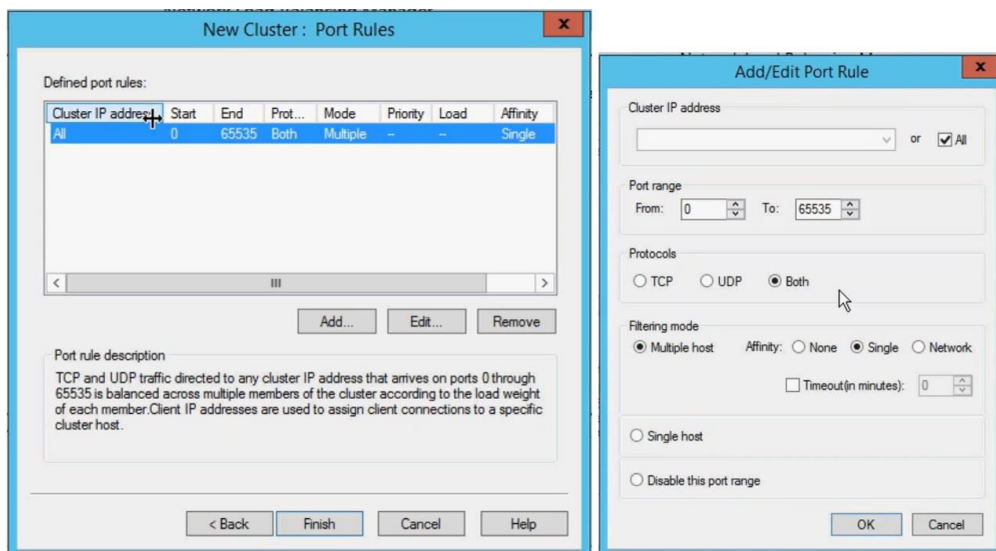 New Cluster : Port Rules
Defined port rules:
Cluster IP address Start End Prot... Mode Priority Load Affinity
All 0 65535 Both Multiple -- -- Single
Add... Edit... Remove
Port rule description
TCP and UDP traffic directed to any cluster IP address that arrives on ports 0 through
65535 is balanced across multiple members of the cluster according to the load weight
of each member.Client IP addresses are used to assign client connections to a specific
cluster host.
< Back Finish Cancel Help
Add/Edit Port Rule
Cluster IP address
or All
Port range
From: 0 To: 65535
Protocols
TCP UDP Both
Filtering mode
Multiple host Affinity: None Single Network
Timeout(in minutes): 0
Single host
Disable this port range
OK Cancel